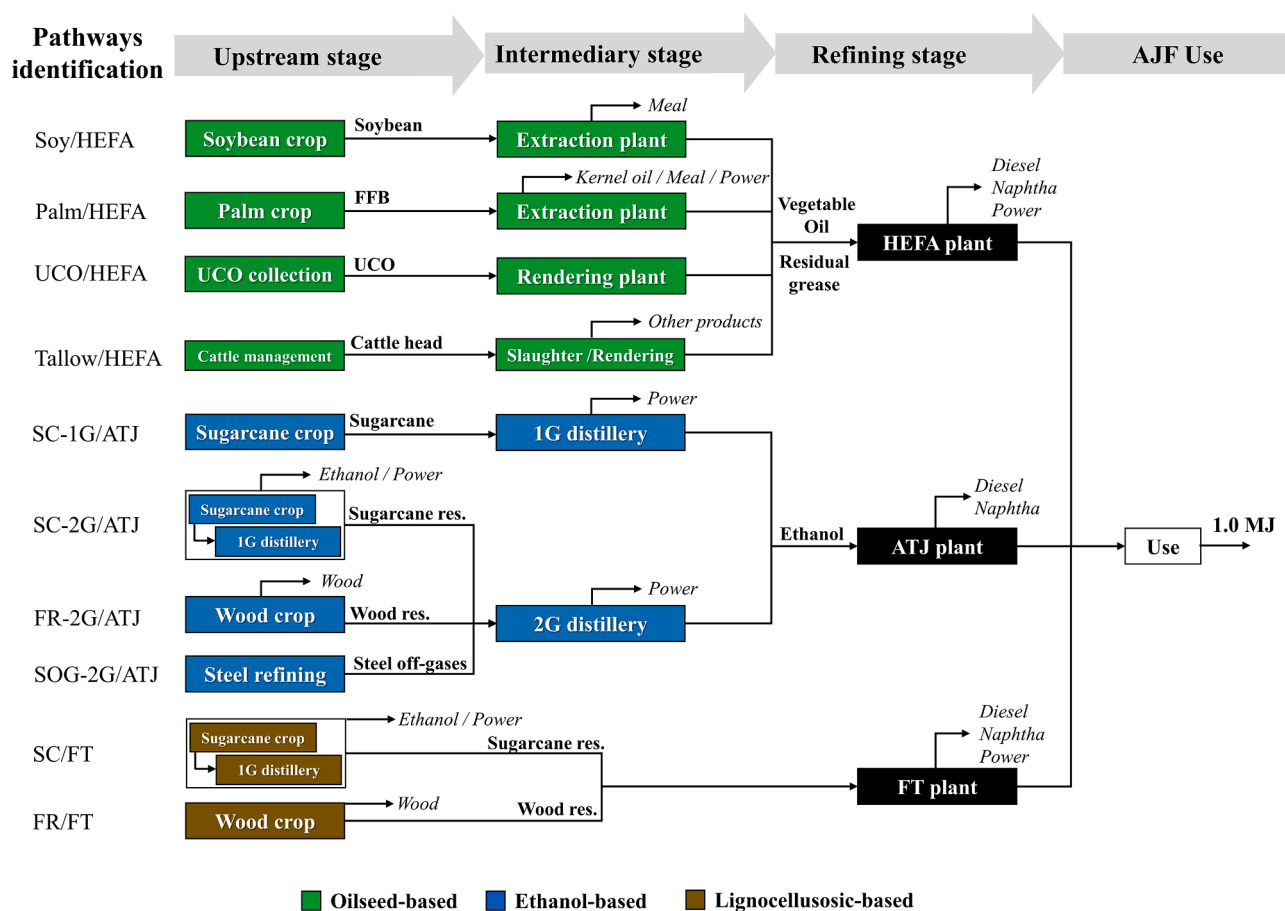 Pathways
identification
Upstream stage
Intermediary stage
Refining stage
AJF Use
Soy/HEFA
Soybean crop
Soybean
Extraction plant
Meal
Palm/HEFA
Palm crop
FFB
Extraction plant
Kernel oil / Meal / Power
UCO/HEFA
UCO collection
UCO
Rendering plant
Tallow/HEFA
Cattle management
Cattle head
Slaughter /Rendering
Other products
Vegetable
Oil
Residual
grease
HEFA plant
Diesel
Naphtha
Power
SC-1G/ATJ
Sugarcane crop
Sugarcane
1G distillery
Power
SC-2G/ATJ
Sugarcane crop
1G distillery
Ethanol / Power
Sugarcane res.
FR-2G/ATJ
Wood crop
Wood
Wood res.
2G distillery
Power
SOG-2G/ATJ
Steel refining
Steel off-gases
Ethanol
ATJ plant
Diesel
Naphtha
Use
1.0 MJ
SC/FT
Sugarcane crop
1G distillery
Ethanol / Power
Sugarcane res.
FR/FT
Wood crop
Wood
Wood res.
FT plant
Diesel
Naphtha
Power
Oilseed-based
Ethanol-based
Lignocellusosic-based